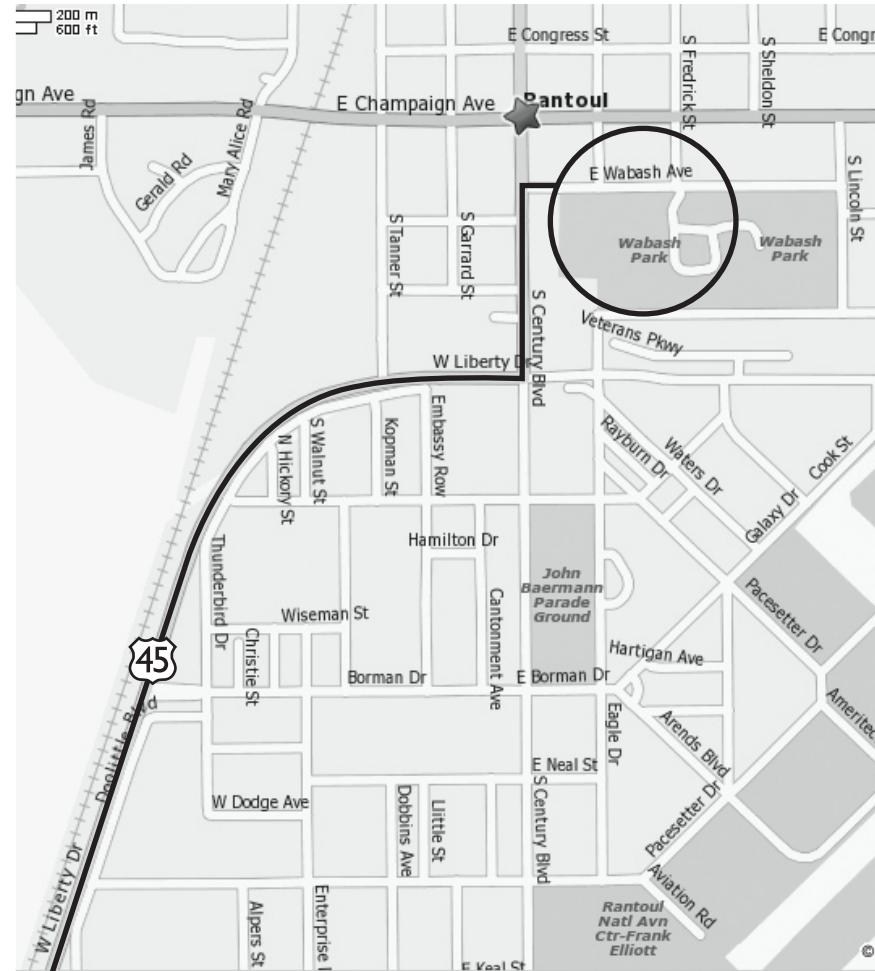 200 m
600 ft
E Congress St
E Congr
S Fredrick St
S Sheldon St
gn Ave
E Champaign Ave
Rantoul
James Rd
Mary Alice Rd
Gerald Rd
E Wabash Ave
S Lincoln St
S Tanner St
S Garrard St
Wabash
Park
Wabash
Park
S Century Blvd
Veterans Pkwy
W Liberty Dr
Embassy Row
Kopman St
S Walnut St
N Hickory St
Rayburn Dr
Waters Dr
Cook St
Galaxy Dr
Thunderbird Dr
Hamilton Dr
John
Baermann
Parade
Ground
Cantonment Ave
Pacesetter Dr
Wiseman St
Christie St
Hartigan Ave
45
Borman Dr
E Borman Dr
Doolittle Blvd
Eagle Dr
Arends Blvd
Ameritec
E Neal St
W Dodge Ave
Dobbins Ave
Llittle St
S Century Blvd
Pacesetter Dr
W Liberty Dr
Alpers St
Enterprise
Aviation Rd
Rantoul
Natl Avn
Ctr-Frank
Elliott
E Keal St
©